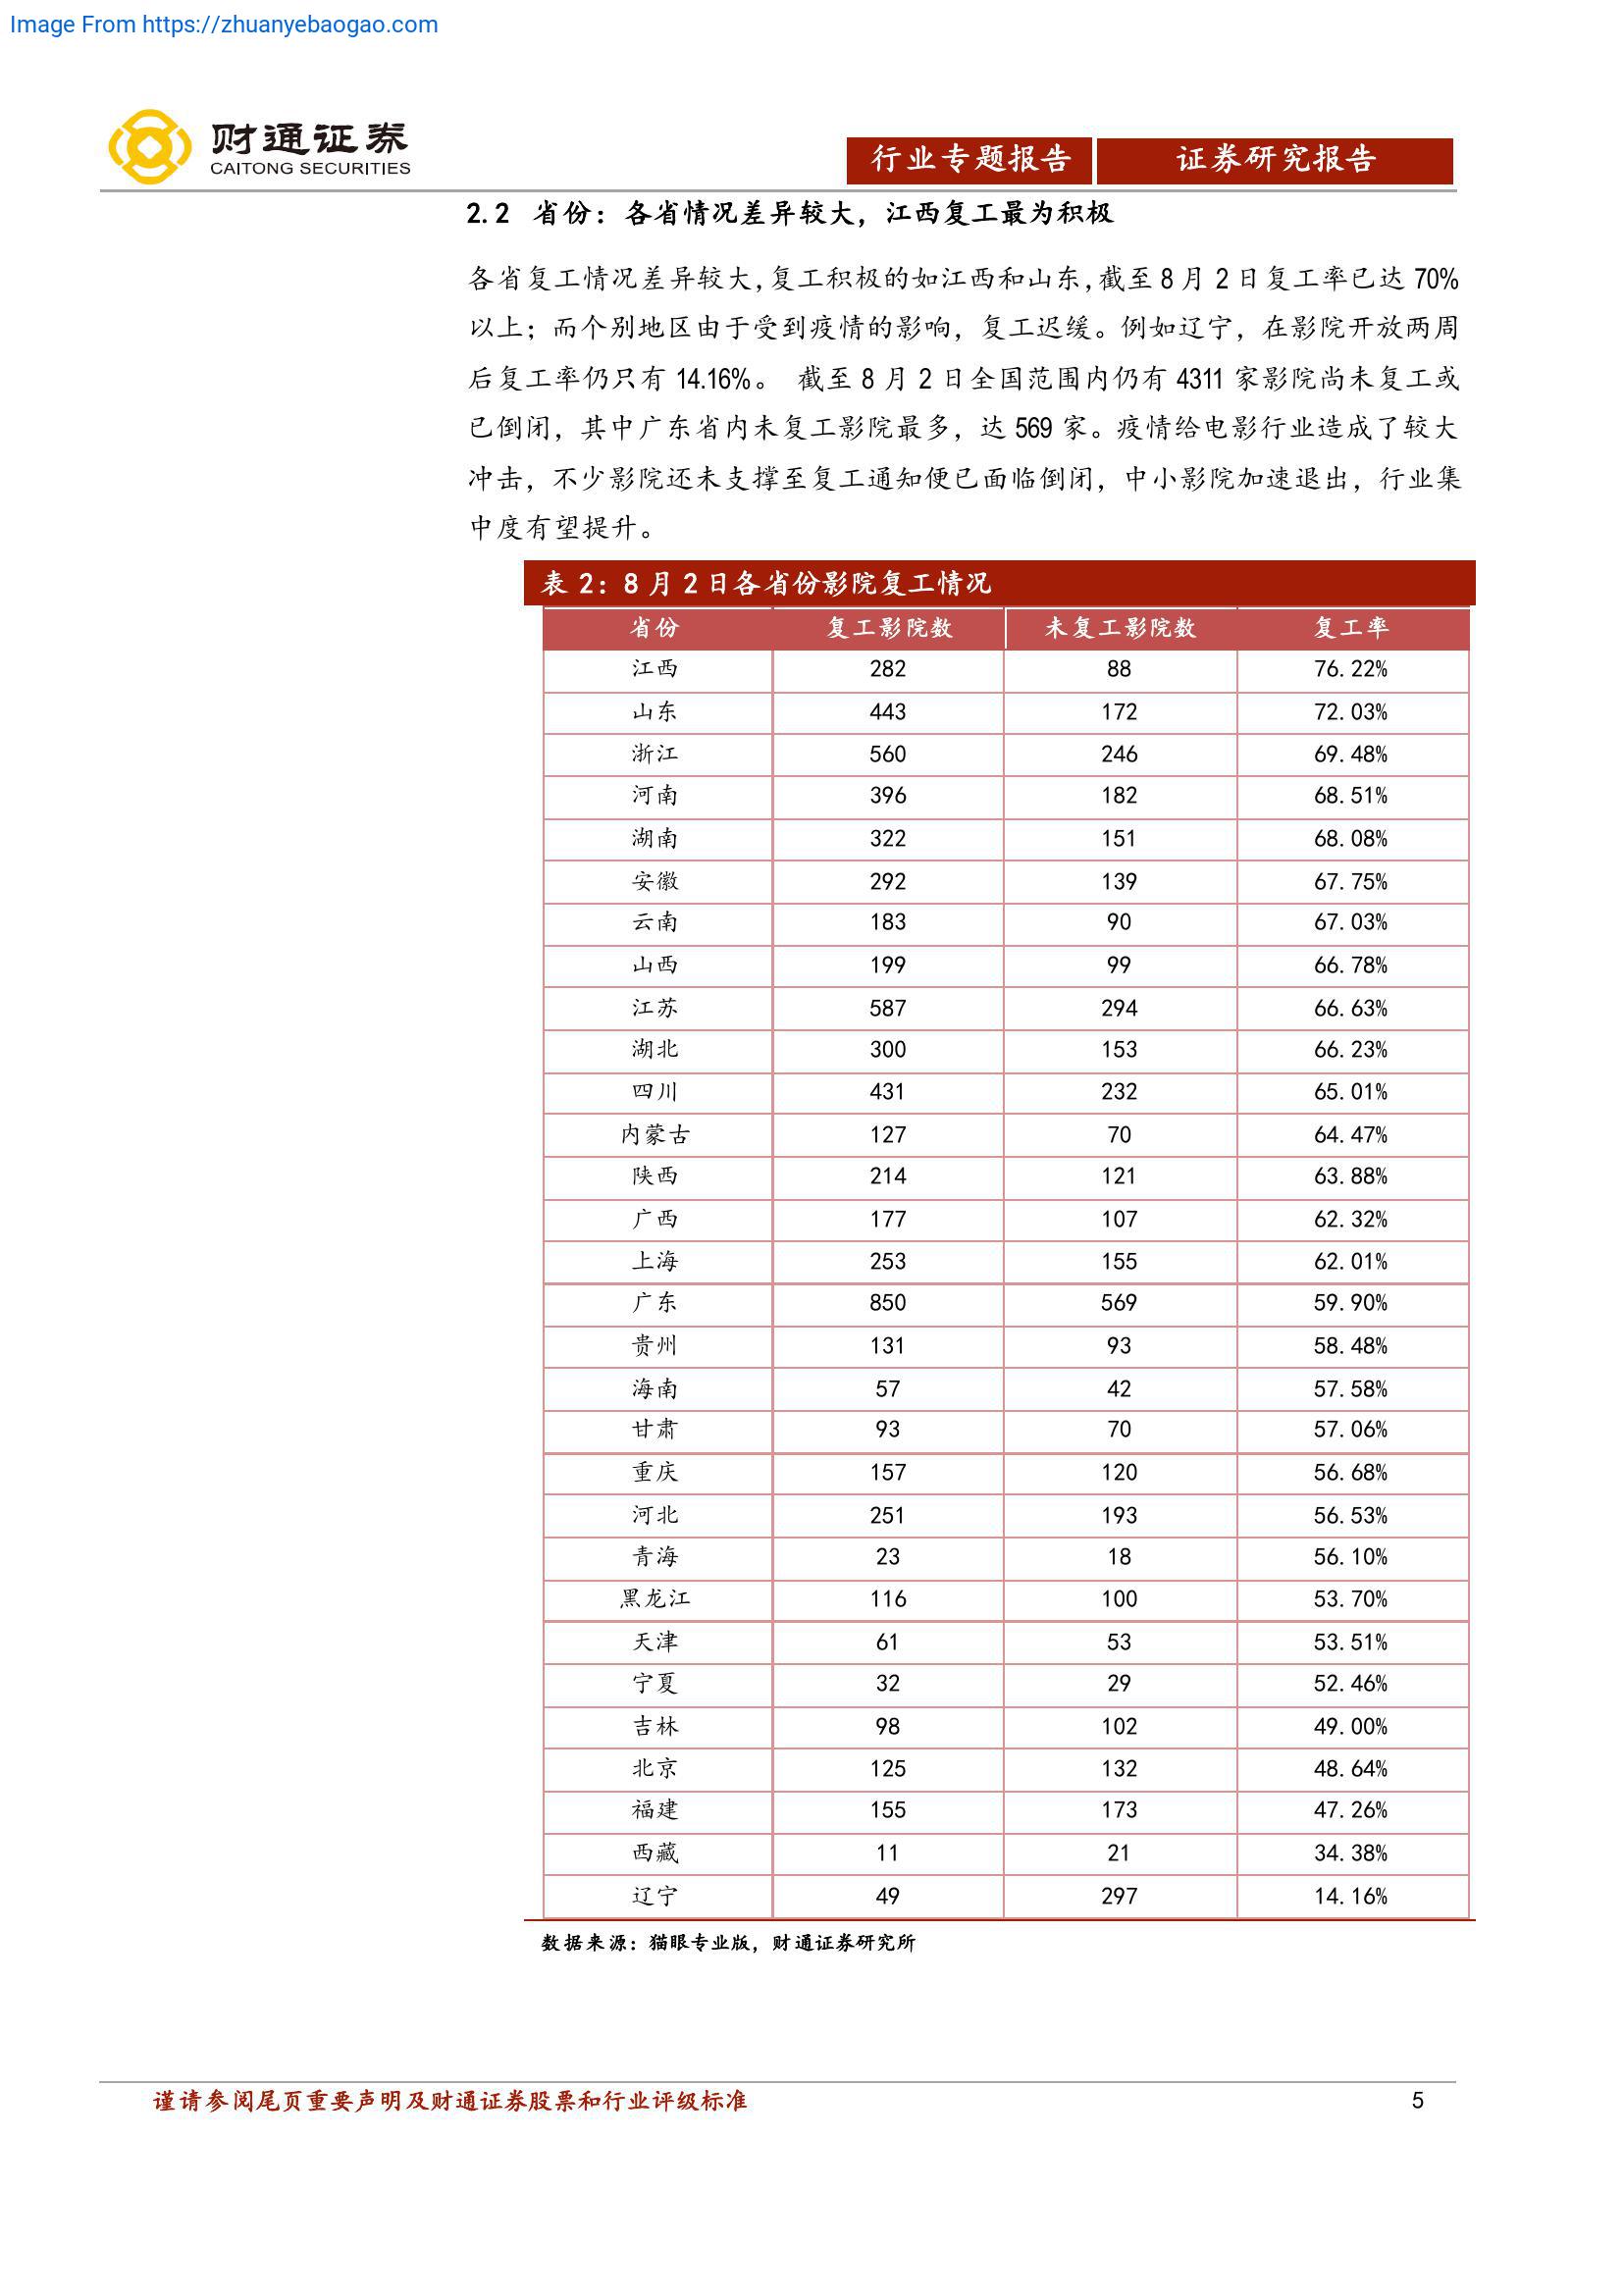 Image From https://zhuanyebaogao.com
财通证券
CAITONG SECURITIES
行业专题报告 证券研究报告
2.2 省份：各省情况差异较大，江西复工最为积极
各省复工情况差异较大，复工积极的如江西和山东，截至 8 月 2 日复工率已达 70%
以上；而个别地区由于受到疫情的影响，复工迟缓。例如辽宁，在影院开放两周
后复工率仍只有 14.16%。 截至 8 月 2 日全国范围内仍有 4311 家影院尚未复工或
已倒闭，其中广东省内未复工影院最多，达 569 家。疫情给电影行业造成了较大
冲击，不少影院还未支撑至复工通知便已面临倒闭，中小影院加速退出，行业集
中度有望提升。
表 2：8 月 2 日各省份影院复工情况
省份 复工影院数 未复工影院数 复工率
江西 282 88 76.22%
山东 443 172 72.03%
浙江 560 246 69.48%
河南 396 182 68.51%
湖南 322 151 68.08%
安徽 292 139 67.75%
云南 183 90 67.03%
山西 199 99 66.78%
江苏 587 294 66.63%
湖北 300 153 66.23%
四川 431 232 65.01%
内蒙古 127 70 64.47%
陕西 214 121 63.88%
广西 177 107 62.32%
上海 253 155 62.01%
广东 850 569 59.90%
贵州 131 93 58.48%
海南 57 42 57.58%
甘肃 93 70 57.06%
重庆 157 120 56.68%
河北 251 193 56.53%
青海 23 18 56.10%
黑龙江 116 100 53.70%
天津 61 53 53.51%
宁夏 32 29 52.46%
吉林 98 102 49.00%
北京 125 132 48.64%
福建 155 173 47.26%
西藏 11 21 34.38%
辽宁 49 297 14.16%
数据来源：猫眼专业版，财通证券研究所
谨请参阅尾页重要声明及财通证券股票和行业评级标准 5